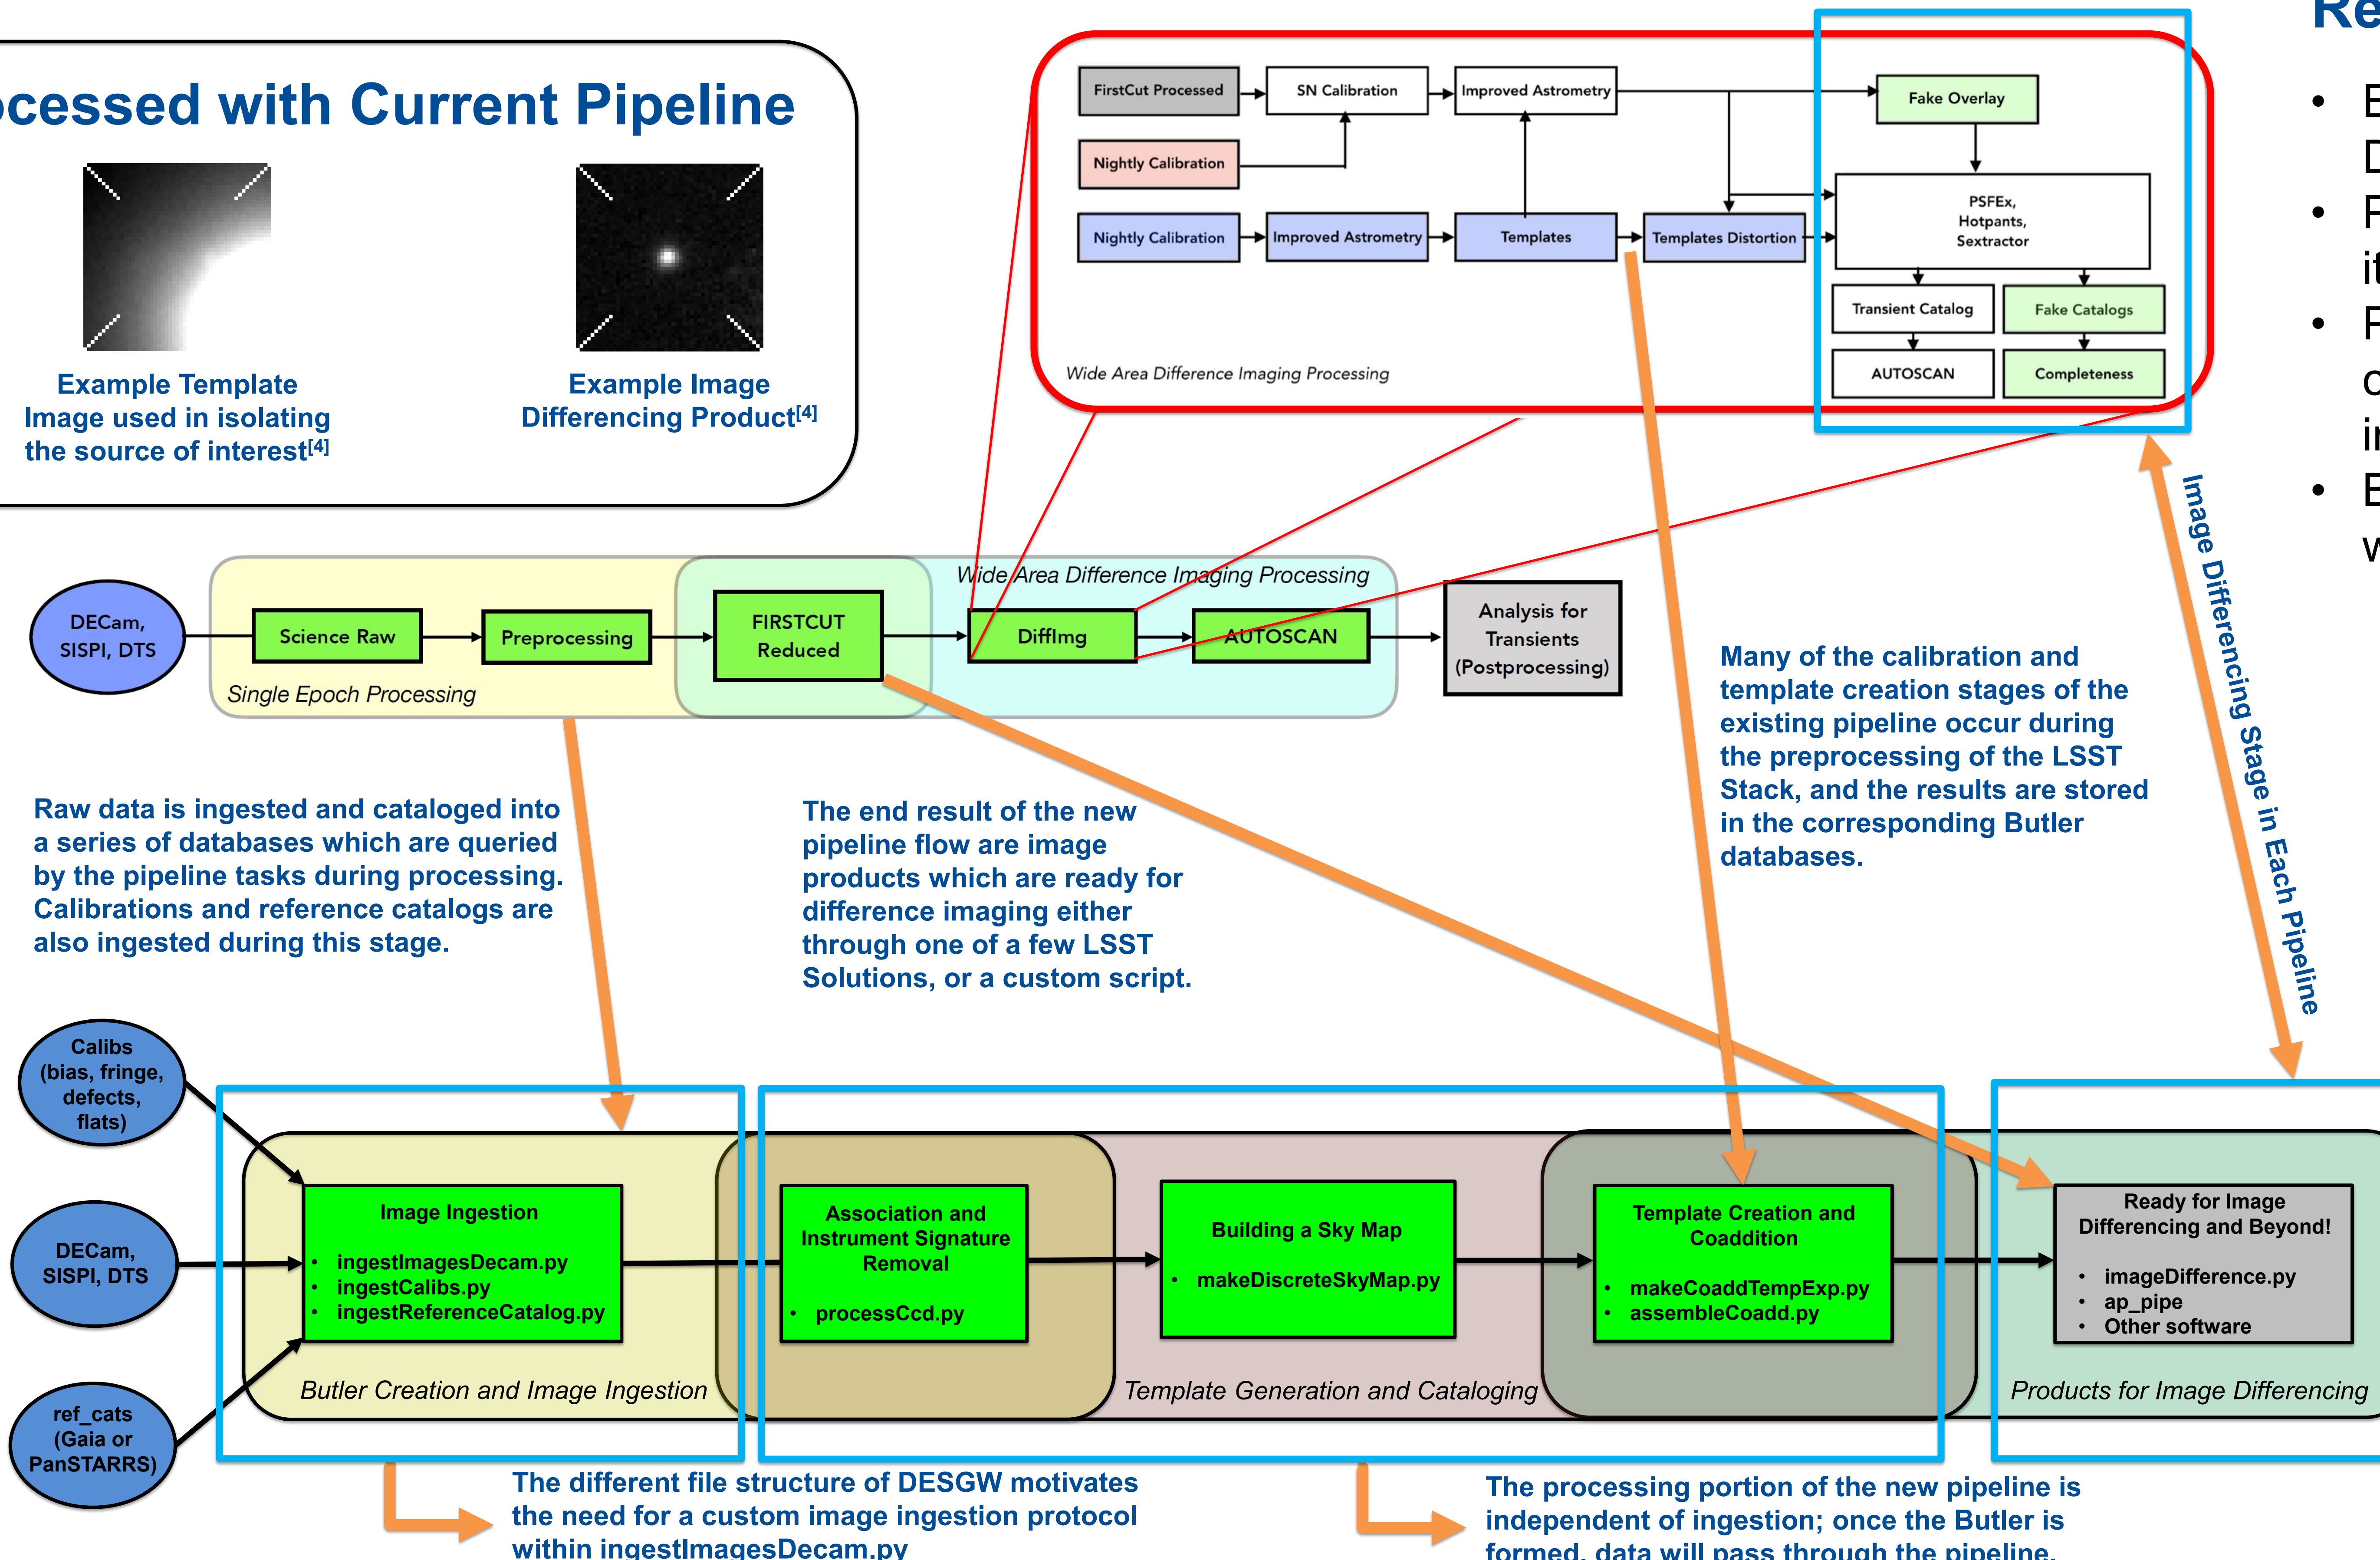 ocessed with Current Pipeline
Example Template
Image used in isolating
the source of interest[4]
Example Image
Differencing Product[4]
FirstCut Processed
SN Calibration
Improved Astrometry
Fake Overlay
Nightly Calibration
Nightly Calibration
Improved Astrometry
Templates
Templates Distortion
PSFEx,
Hotpants,
Sextractor
Transient Catalog
Fake Catalogs
AUTOSCAN
Completeness
Wide Area Difference Imaging Processing
DECam,
SISPI, DTS
Science Raw
Preprocessing
FIRSTCUT
Reduced
Wide Area Difference Imaging Processing
DiffImg
AUTOSCAN
Analysis for
Transients
(Postprocessing)
Single Epoch Processing
Raw data is ingested and cataloged into
a series of databases which are queried
by the pipeline tasks during processing.
Calibrations and reference catalogs are
also ingested during this stage.
The end result of the new
pipeline flow are image
products which are ready for
difference imaging either
through one of a few LSST
Solutions, or a custom script.
Many of the calibration and
template creation stages of the
existing pipeline occur during
the preprocessing of the LSST
Stack, and the results are stored
in the corresponding Butler
databases.
Image Differencing Stage in Each Pipeline
Calibs
(bias, fringe,
defects,
flats)
DECam,
SISPI, DTS
ref_cats
(Gaia or
PanSTARRS)
Image Ingestion
• ingestImagesDecam.py
• ingestCalibs.py
• ingestReferenceCatalog.py
Butler Creation and Image Ingestion
Association and
Instrument Signature
Removal
• processCcd.py
Building a Sky Map
• makeDiscreteSkyMap.py
Template Generation and Cataloging
Template Creation and
Coaddition
• makeCoaddTempExp.py
• assembleCoadd.py
Ready for Image
Differencing and Beyond!
• imageDifference.py
• ap_pipe
• Other software
Products for Image Differencing
The different file structure of DESGW motivates
the need for a custom image ingestion protocol
within ingestImagesDecam.py
The processing portion of the new pipeline is
independent of ingestion; once the Butler is
formed, data will pass through the pipeline.